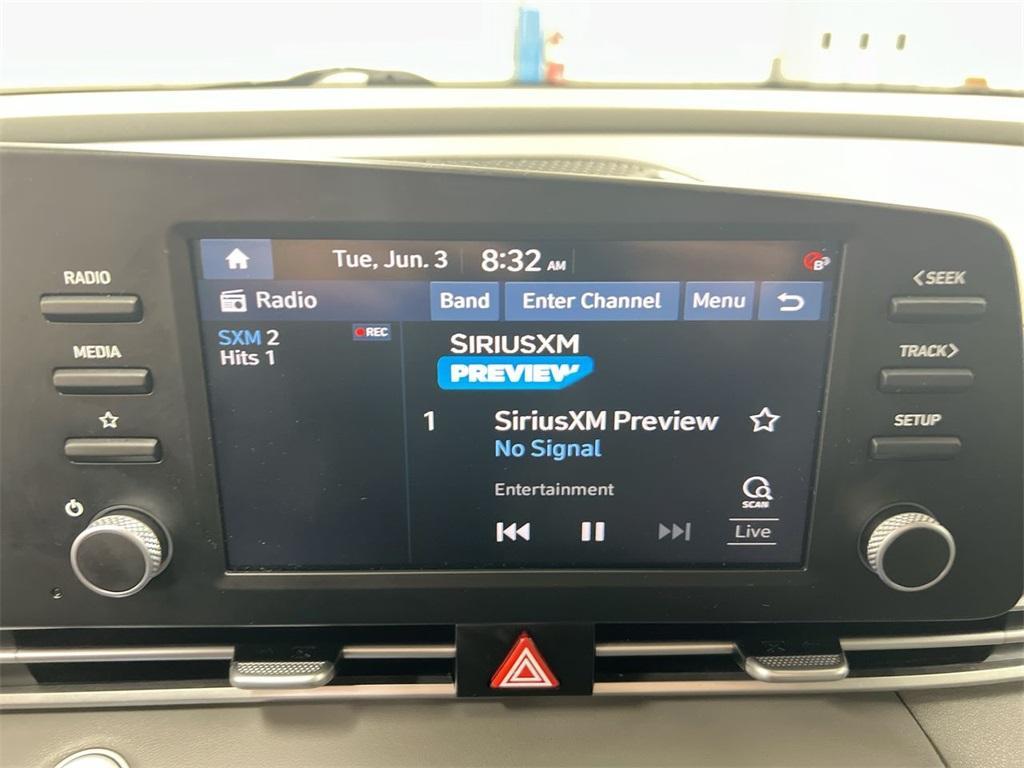 RADIO
MEDIA
Tue, Jun. 3
8:32 AM
B
Radio
Band
Enter Channel
Menu
SXM 2
REC
Hits 1
SIRIUSXM
PREVIEW
1
SiriusXM Preview
No Signal
Entertainment
SCAN
Live
<SEEK
TRACK>
SETUP